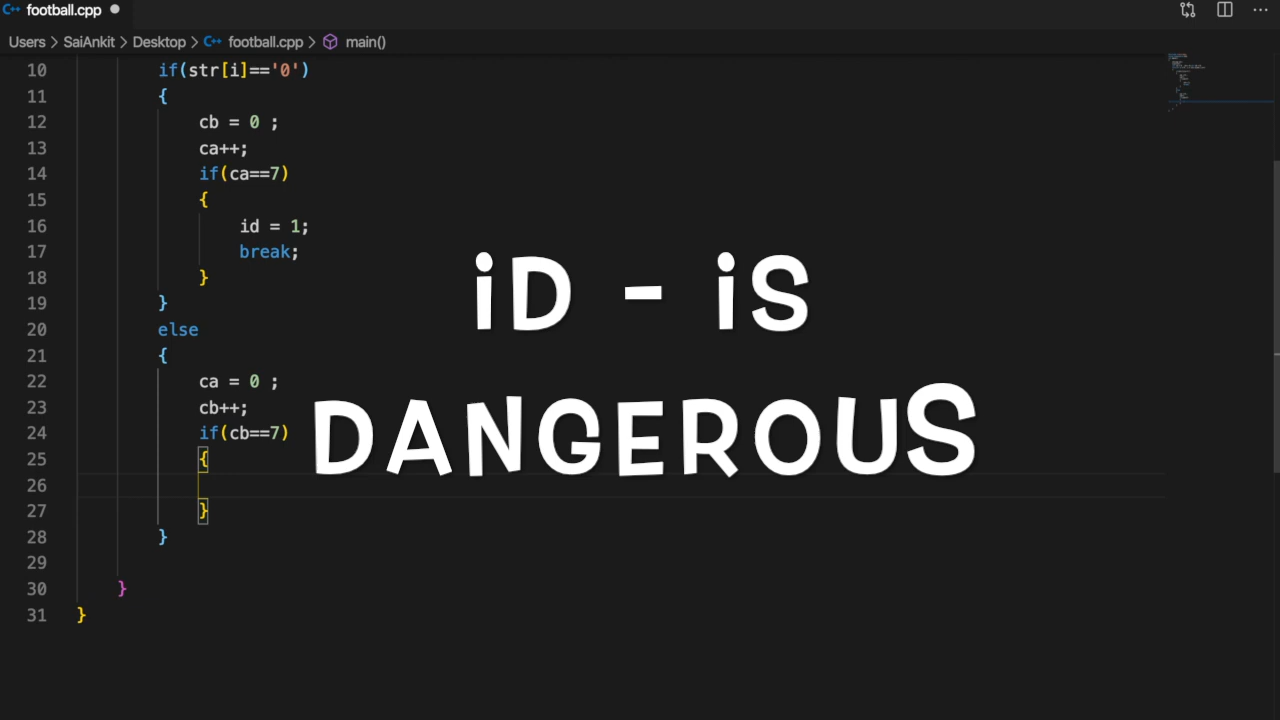 football.cpp
Users > SaiAnkit > Desktop > football.cpp > main()
10 if(str[i]=='0')
11 {
12 cb = 0 ;
13 ca++;
14 if(ca==7)
15 {
16 id = 1;
17 break;
18 }
19 }
20 else
21 {
22 ca = 0 ;
23 cb++;
24 if(cb==7)
25 {
26
27 }
28 }
29
30 }
31 }
iD - iS
DANGEROUS